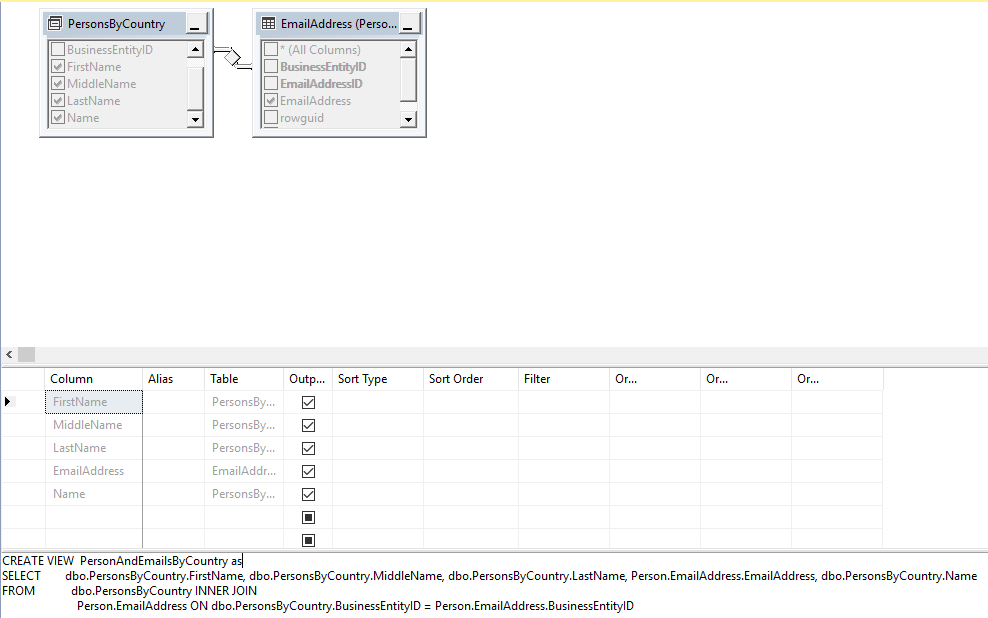 PersonsByCountry
BusinessEntityID
FirstName
MiddleName
LastName
Name
EmailAddress (Perso...
* (All Columns)
BusinessEntityID
EmailAddressID
EmailAddress
rowguid
Column Alias Table Outp... Sort Type Sort Order Filter Or... Or... Or...
FirstName PersonsBy...
MiddleName PersonsBy...
LastName PersonsBy...
EmailAddress EmailAddr...
Name PersonsBy...
CREATE VIEW PersonAndEmailsByCountry as
SELECT dbo.PersonsByCountry.FirstName, dbo.PersonsByCountry.MiddleName, dbo.PersonsByCountry.LastName, Person.EmailAddress.EmailAddress, dbo.PersonsByCountry.Name
FROM dbo.PersonsByCountry INNER JOIN
Person.EmailAddress ON dbo.PersonsByCountry.BusinessEntityID = Person.EmailAddress.BusinessEntityID